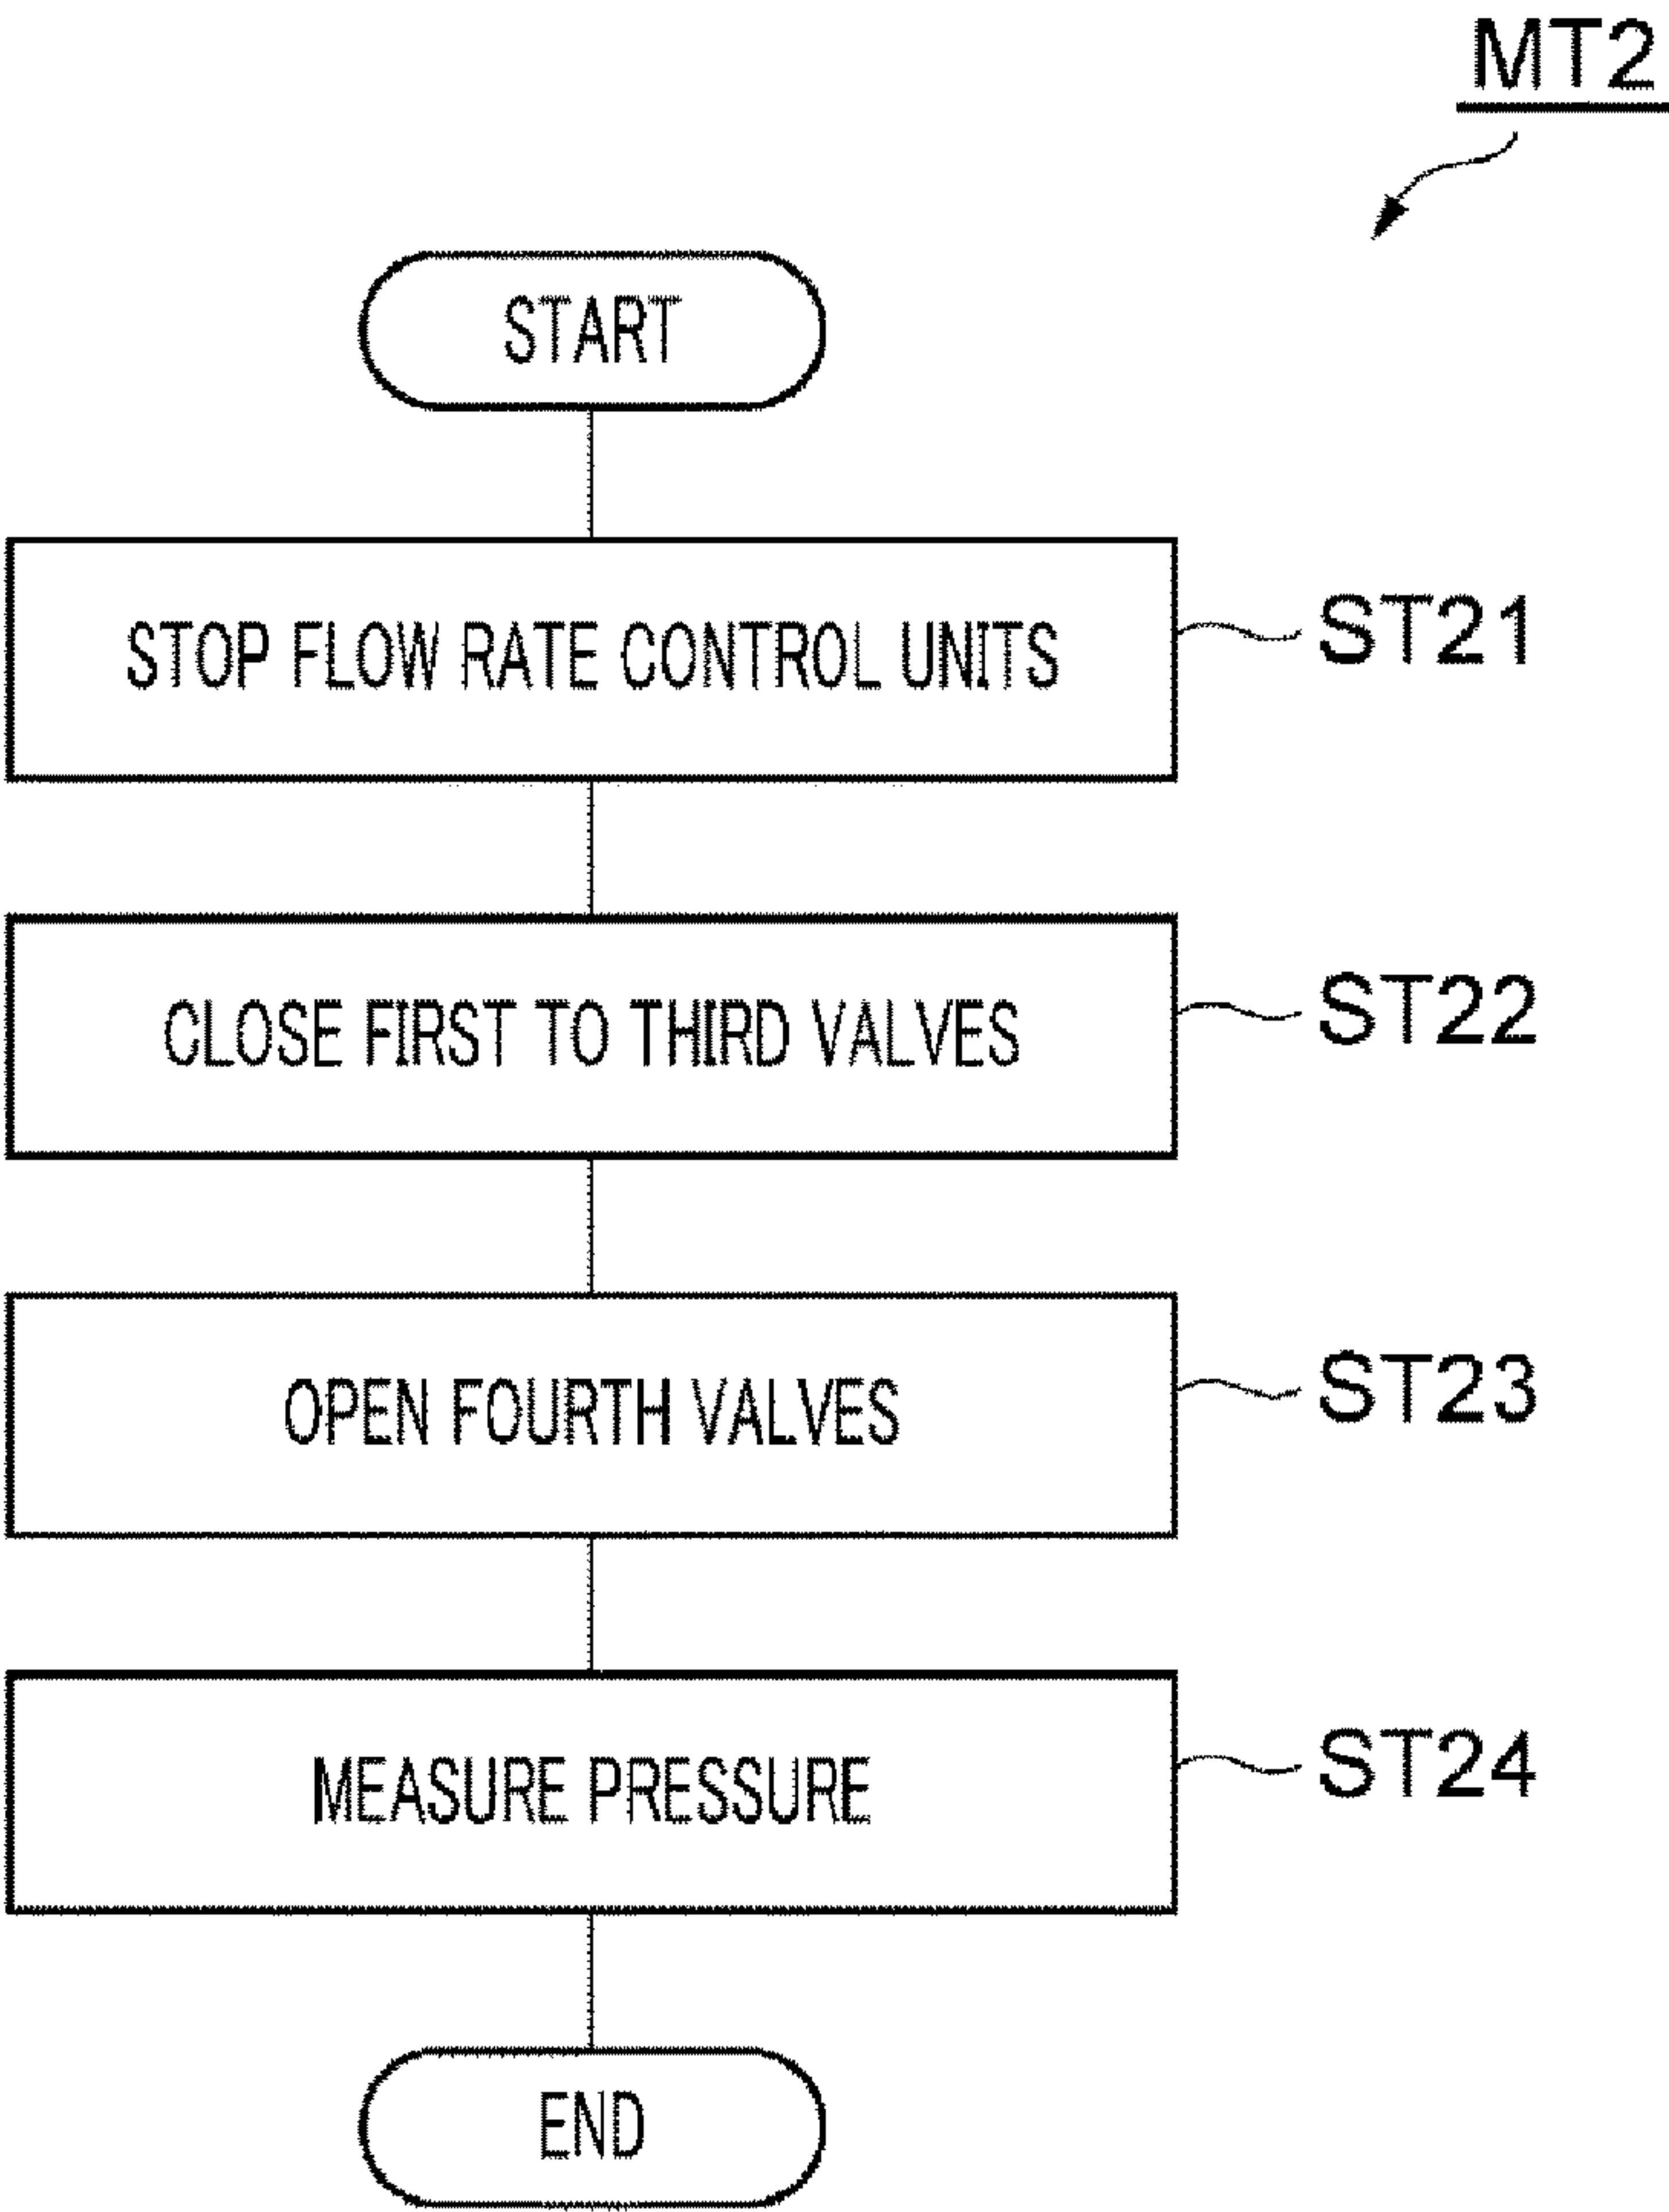 MT2
START
STOP FLOW RATE CONTROL UNITS
ST21
CLOSE FIRST TO THIRD VALVES
ST22
OPEN FOURTH VALVES
ST23
MEASURE PRESSURE
ST24
END